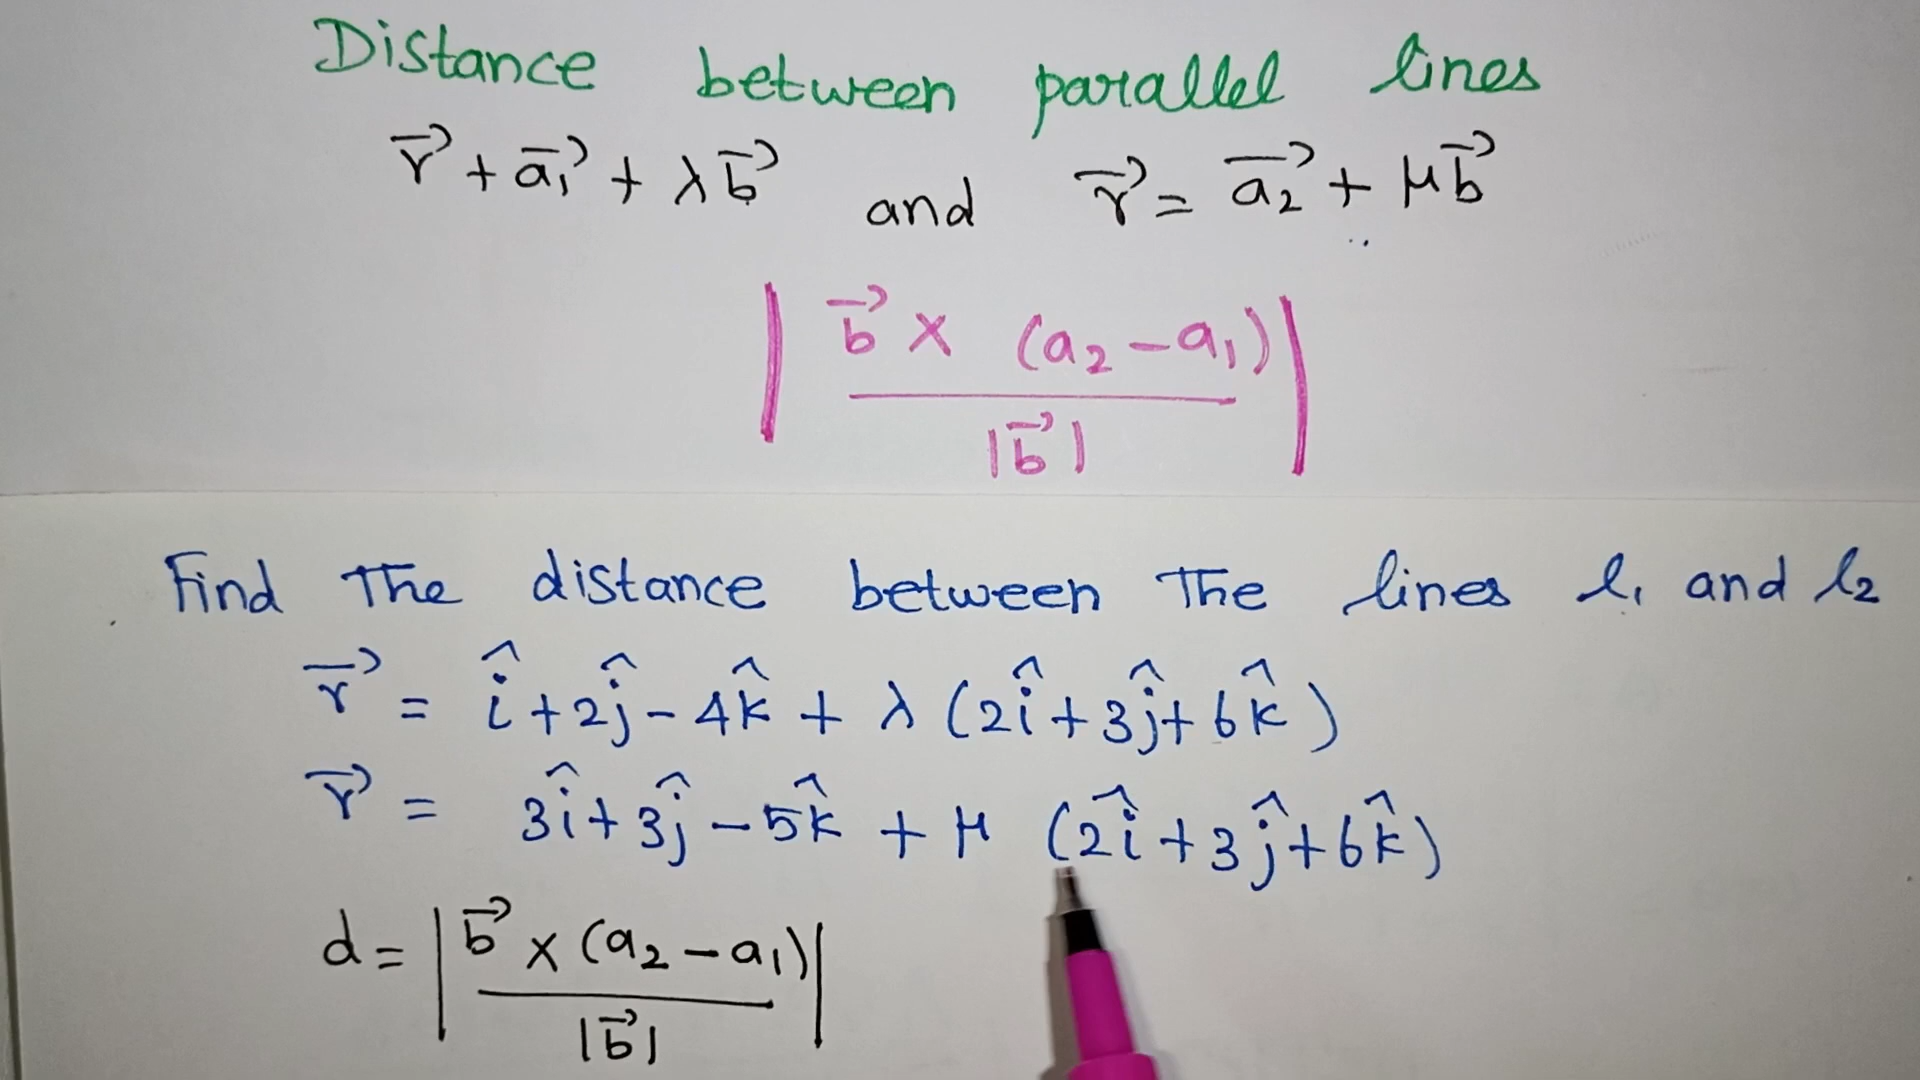 Distance between parallel lines
r⃗ + a⃗₁ + λb⃗ and r⃗ = a⃗₂ + μb⃗
| b⃗ × (a₂ - a₁) |
|b⃗|
Find The distance between The lines l₁ and l₂
r⃗ = î + 2ĵ - 4k̂ + λ (2î + 3ĵ + 6k̂)
r⃗ = 3î + 3ĵ - 5k̂ + μ (2î + 3ĵ + 6k̂)
d = | b⃗ × (a₂ - a₁) |
|b⃗|